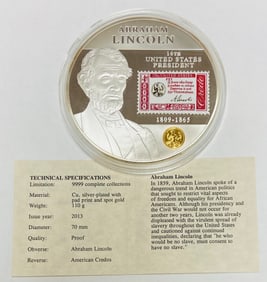 ABRAHAM
LINCOLN
16TH
UNITED STATES
PRESIDENT
1809-1865
TECHNICAL SPECIFICATIONS
Limitation: 9999 complete collections
Material: Cu, silver-plated with
pad print and spot gold
Weight: 110 g
Issue year: 2013
Diameter: 70 mm
Quality: Proof
Obverse: Abraham Lincoln
Reverse: American Credos
Abraham Lincoln
In 1859, Abraham Lincoln spoke of a
dangerous trend in American politics
that sought to restrict vital aspects
of freedom and equality for African
Americans. Although his presidency and
the Civil War would not occur for
another two years, Lincoln was already
displeased with the virulent spread of
slavery throughout the United States
and cautioned against continued
inequalities, declaring that "he who
would be no slave, must consent to
have no slave."